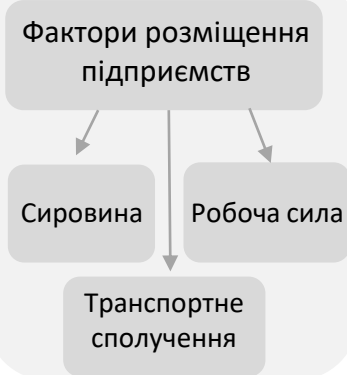 Фактори розміщення
підприємств
Сировина
Робоча сила
Транспортне
сполучення